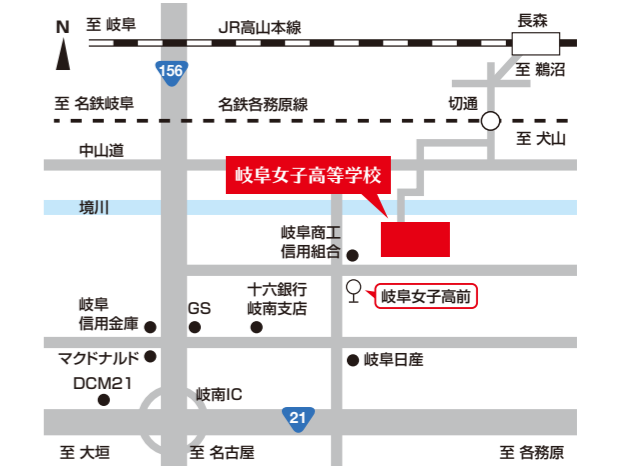 N
至 岐阜
JR高山本線
長森
156
至 鵜沼
至 名鉄岐阜
名鉄各務原線
切通
至 犬山
中山道
岐阜女子高等学校
境川
岐阜商工
信用組合
十六銀行
岐南支店
岐阜女子高前
岐阜
信用金庫
GS
マクドナルド
岐阜日産
DCM21
岐南IC
21
至 大垣
至 名古屋
至 各務原